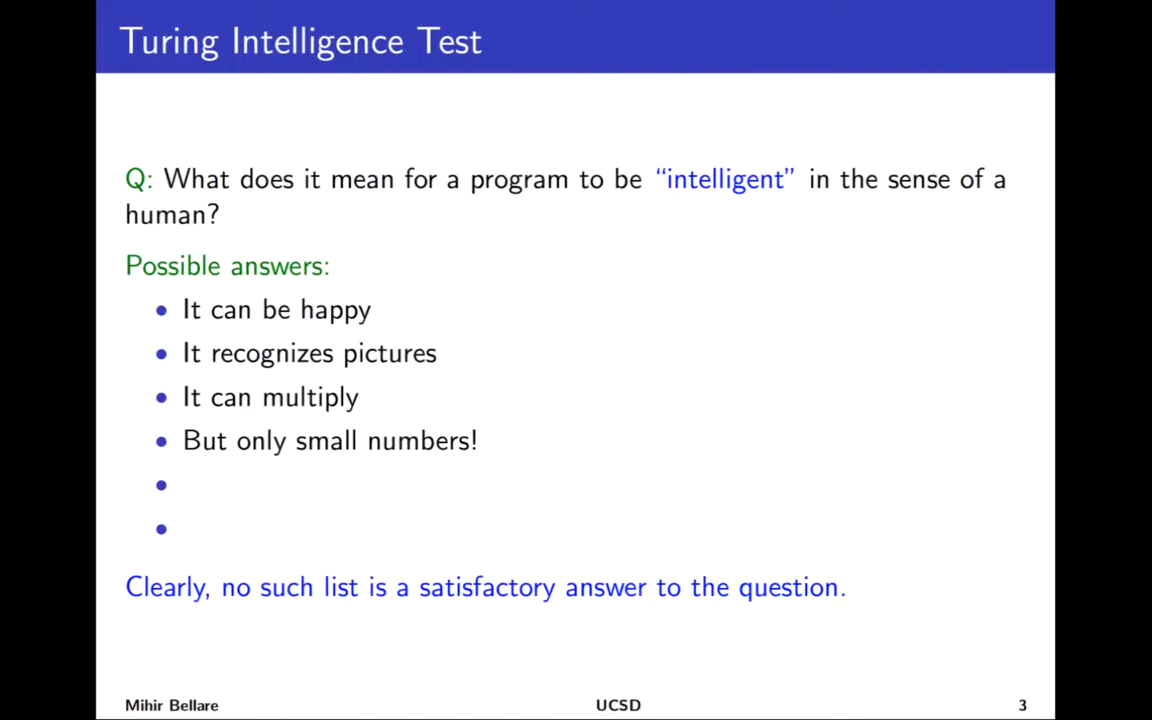 Turing Intelligence Test
Q: What does it mean for a program to be “intelligent” in the sense of a
human?
Possible answers:
• It can be happy
• It recognizes pictures
• It can multiply
• But only small numbers!
•
•
Clearly, no such list is a satisfactory answer to the question.
Mihir Bellare UCSD 3